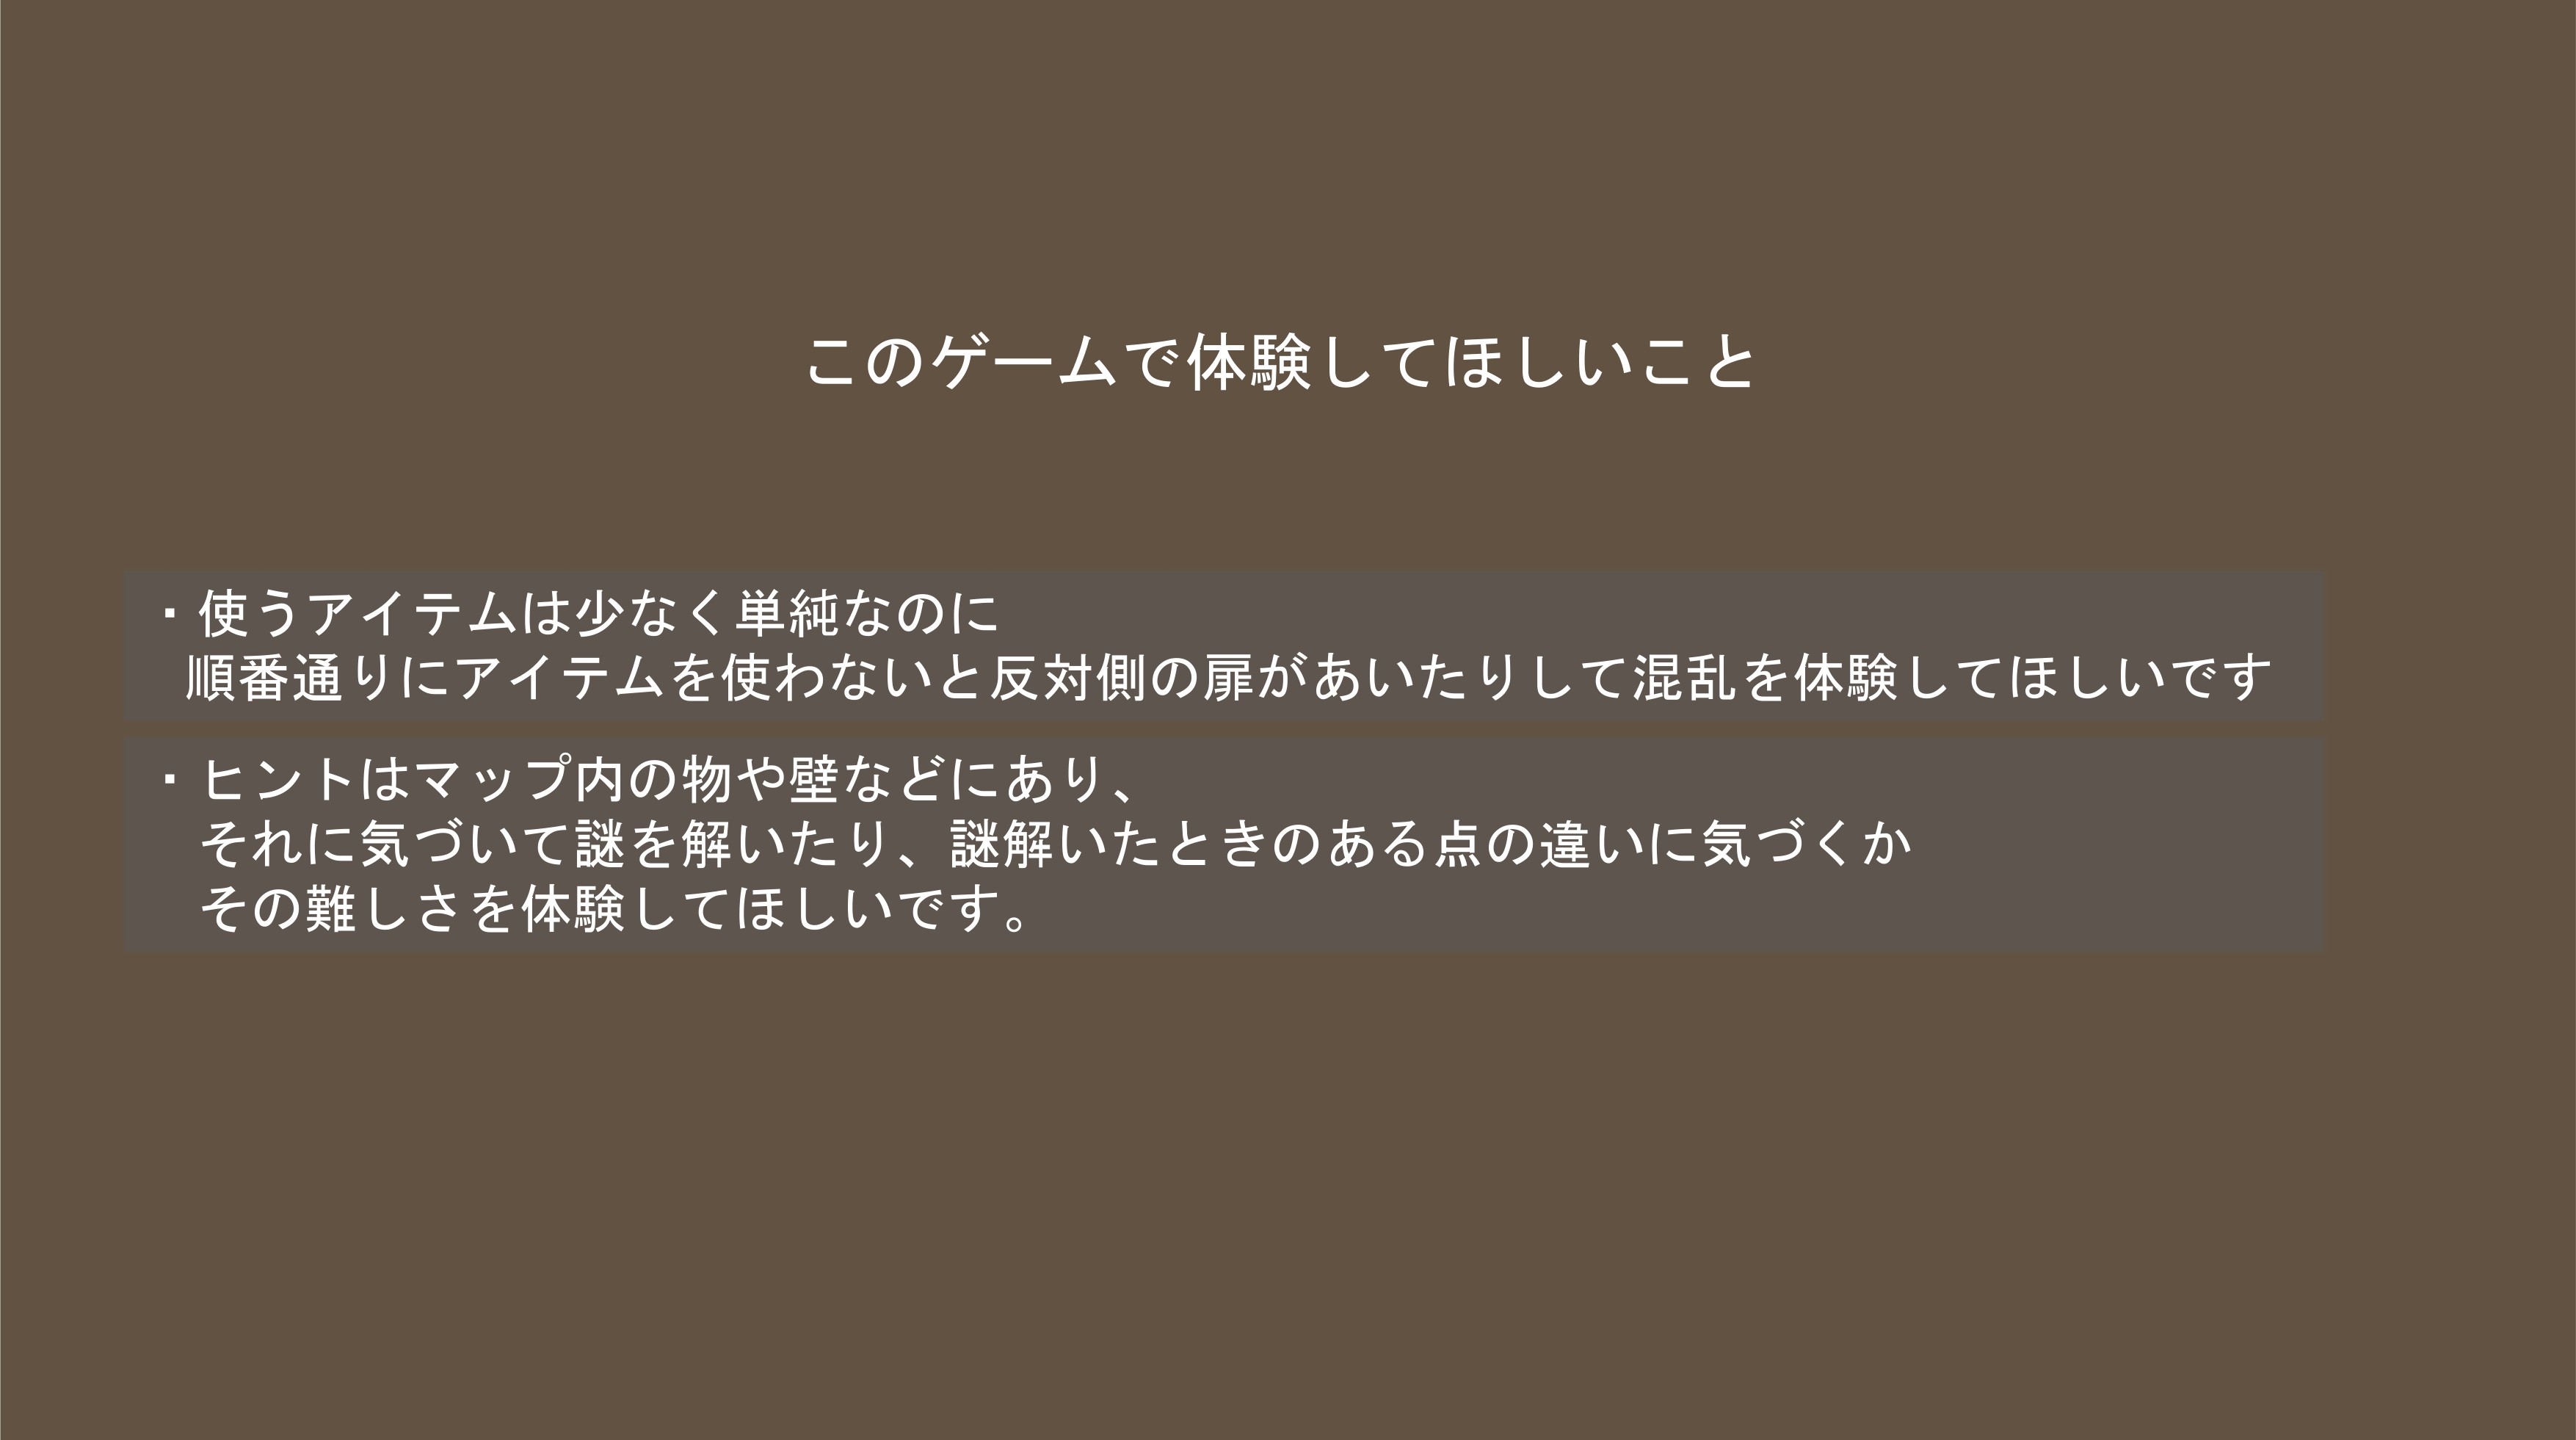 このゲームで体験してほしいこと
・使うアイテムは少なく単純なのに
順番通りにアイテムを使わないと反対側の扉があいたりして混乱を体験してほしいです
・ヒントはマップ内の物や壁などにあり、
それに気づいて謎を解いたり、謎解いたときのある点の違いに気づくか
その難しさを体験してほしいです。